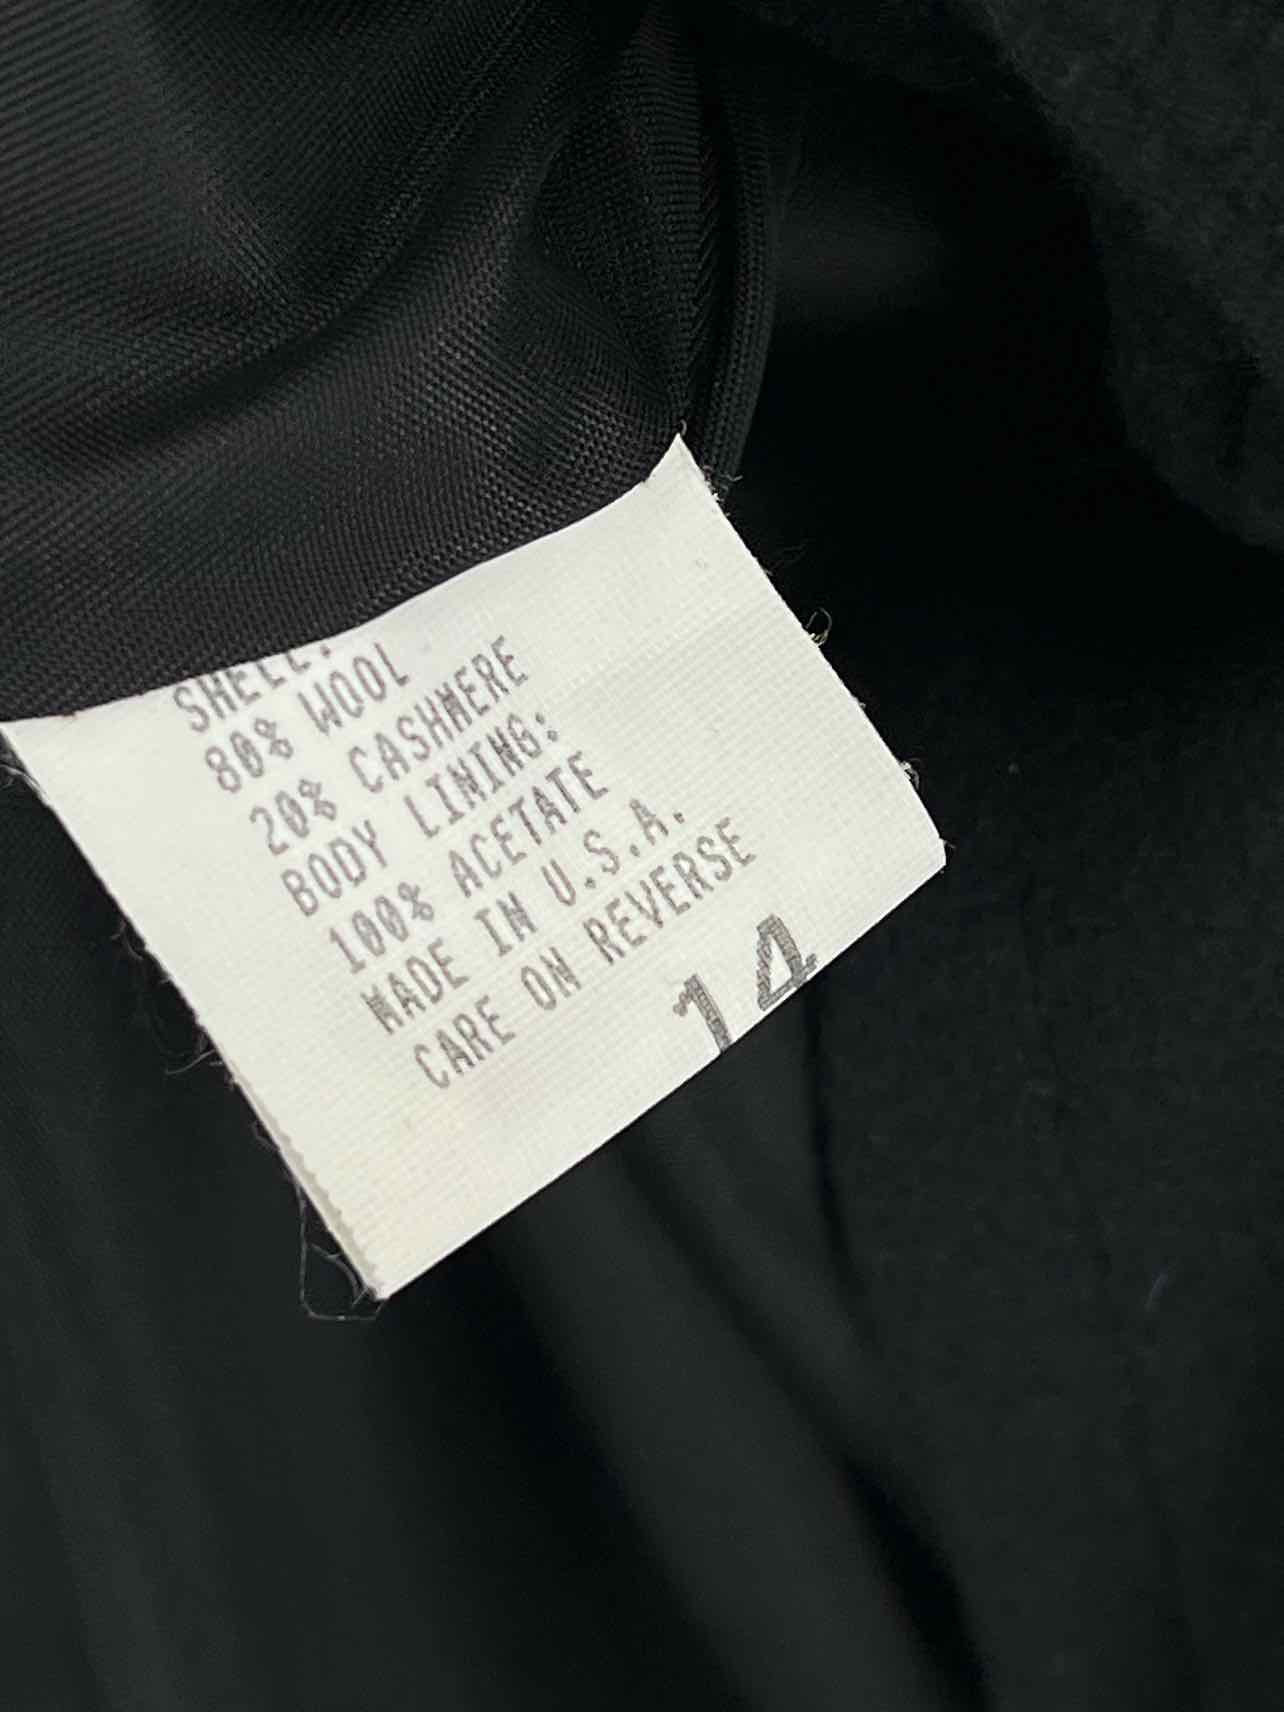 SHELL:
80% WOOL
20% CASHMERE
BODY LINING:
100% ACETATE
MADE IN U.S.A.
CARE ON REVERSE
14